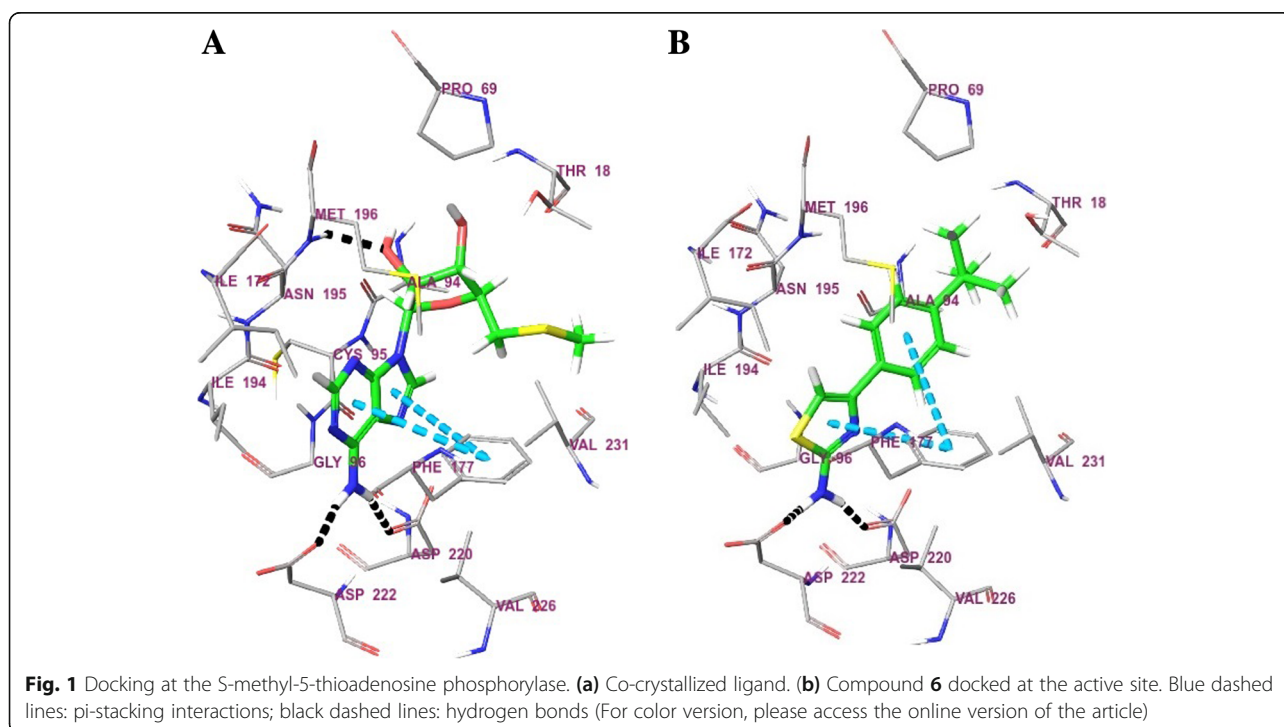 A
B
PRO 69
THR 18
MET 196
ILE 172
ASN 195
ALA 94
CYS 95
ILE 194
GLY 96
PHE 177
VAL 231
ASP 220
ASP 222
VAL 226
PRO 69
THR 18
MET 196
ILE 172
ASN 195
ALA 94
ILE 194
GLY 96
PHE 177
VAL 231
ASP 220
ASP 222
VAL 226
Fig. 1 Docking at the S-methyl-5-thioadenosine phosphorylase. (a) Co-crystallized ligand. (b) Compound 6 docked at the active site. Blue dashed
lines: pi-stacking interactions; black dashed lines: hydrogen bonds (For color version, please access the online version of the article)